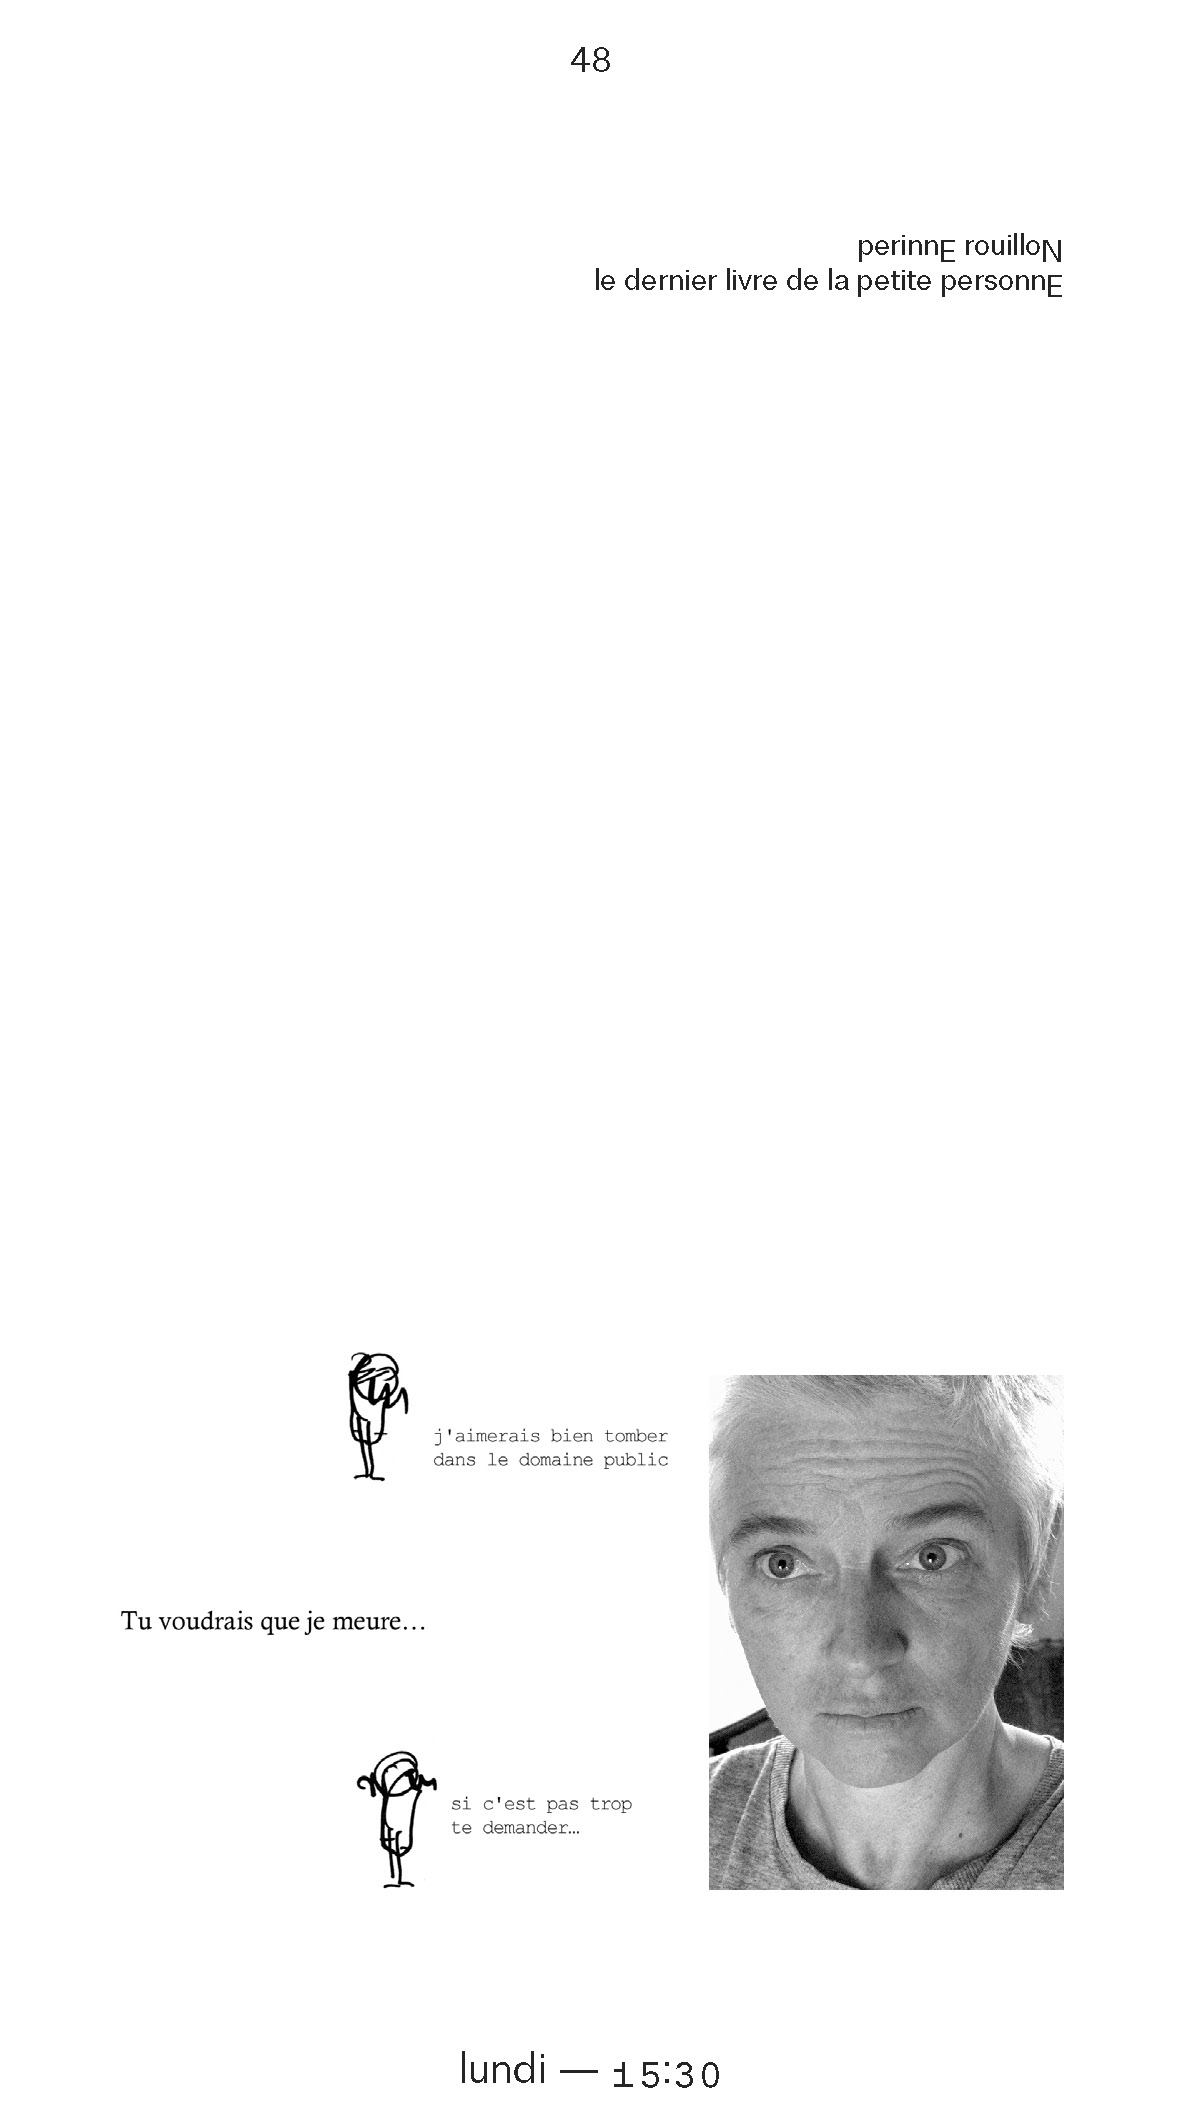 48
perinnE rouilloN
le dernier livre de la petite personnE
j'aimerais bien tomber
dans le domaine public
Tu voudrais que je meure…
si c'est pas trop
te demander…
lundi — 15:30